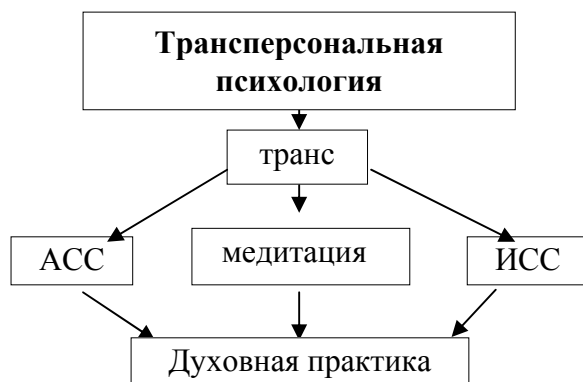 Трансперсональная
психология
транс
АСС
медитация
ИСС
Духовная практика